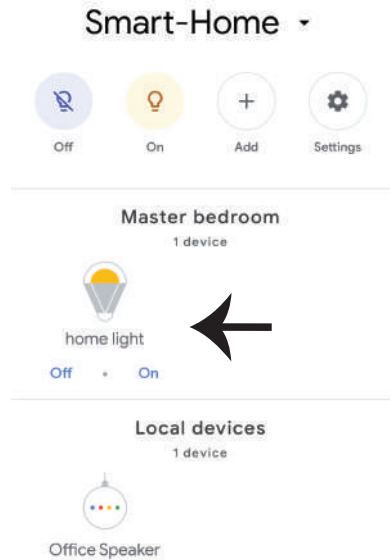 Smart-Home
Off On Add Settings
Master bedroom
1 device
home light
Off • On
Local devices
1 device
Office Speaker